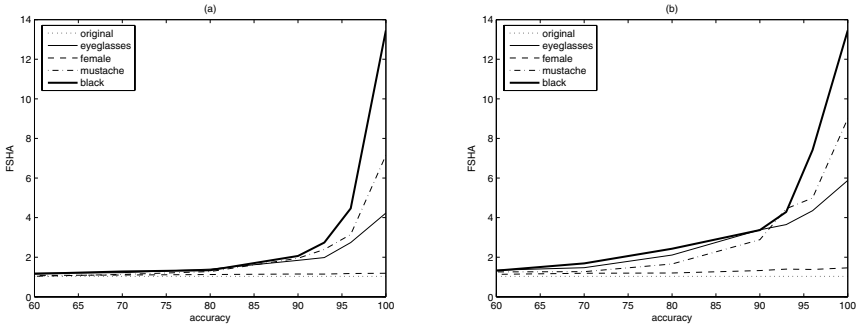 (a)
14
12
10
8
6
4
2
0
FSHA
original
eyeglasses
female
mustache
black
60 65 70 75 80 85 90 95 100
accuracy
(b)
14
12
10
8
6
4
2
0
FSHA
original
eyeglasses
female
mustache
black
60 65 70 75 80 85 90 95 100
accuracy